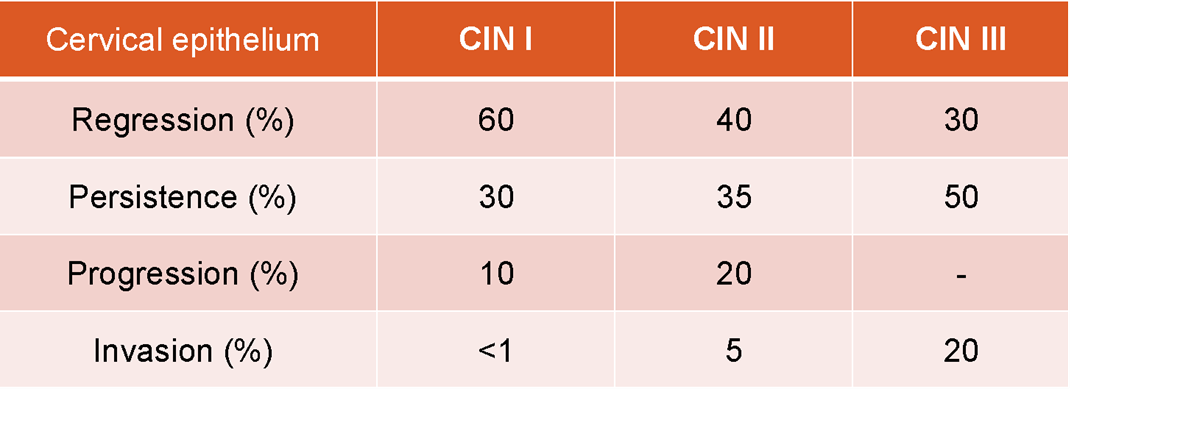 Cervical epithelium CIN I CIN II CIN III
Regression (%) 60 40 30
Persistence (%) 30 35 50
Progression (%) 10 20 -
Invasion (%) <1 5 20